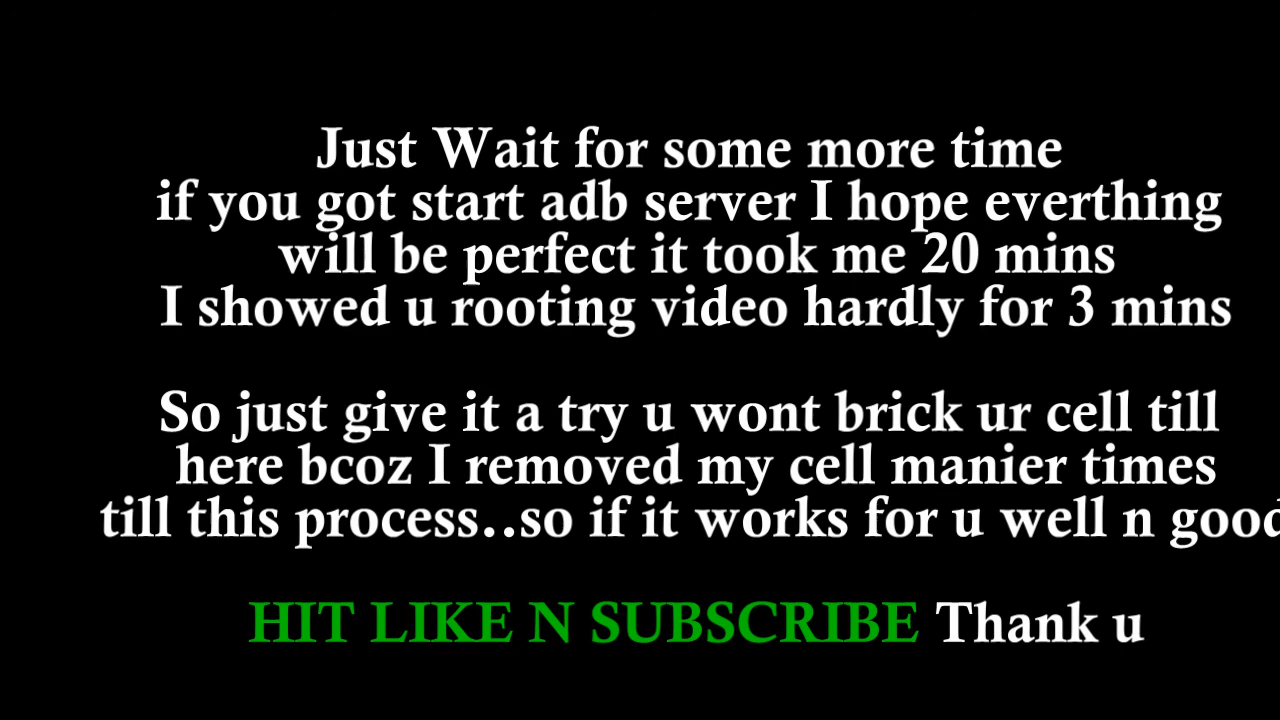 Just Wait for some more time
if you got start adb server I hope everthing
will be perfect it took me 20 mins
I showed u rooting video hardly for 3 mins
So just give it a try u wont brick ur cell till
here bcoz I removed my cell manier times
till this process..so if it works for u well n good
HIT LIKE N SUBSCRIBE Thank u